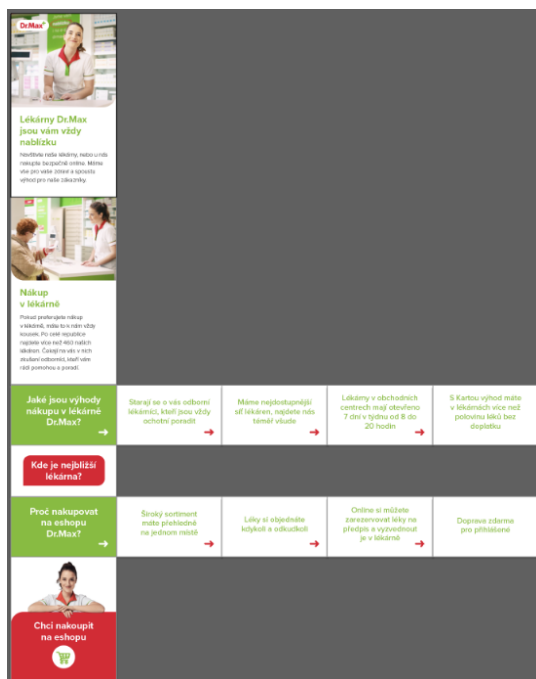 Dr.Max
Lékárny Dr.Max
jsou vám vždy
nablízku
Navštivte naše lékárny, nebo u nás
nakupte bezpečně online. Máme
vše pro vaše zdraví a spoustu
výhod pro naše zákazníky.
Nákup
v lékárně
Pokud preferujete nákup
v lékárně, máte to k nám vždy
kousek. Po celé republice
najdete více než 460 našich
lékáren. Čekají na vás v nich
zkušení odborníci, kteří vám
rádi pomohou a poradí.
Jaké jsou výhody
nákupu v lékárně
Dr.Max?
Starají se o vás odborní
lékárníci, kteří jsou vždy
ochotni poradit
Máme nejdostupnější
síť lékáren, najdete nás
téměř všude
Lékárny v obchodních
centrech mají otevřeno
7 dní v týdnu od 8 do
20 hodin
S Kartou výhod máte
v lékárnách více než
polovinu léků bez
doplatku
Kde je nejbližší
lékárna?
Proč nakupovat
na eshopu
Dr.Max?
Široký sortiment
máte přehledně
na jednom místě
Léky si objednáte
kdykoli a odkudkoli
Online si můžete
zarezervovat léky na
předpis a vyzvednout
je v lékárně
Doprava zdarma
pro přihlášené
Chci nakoupit
na eshopu